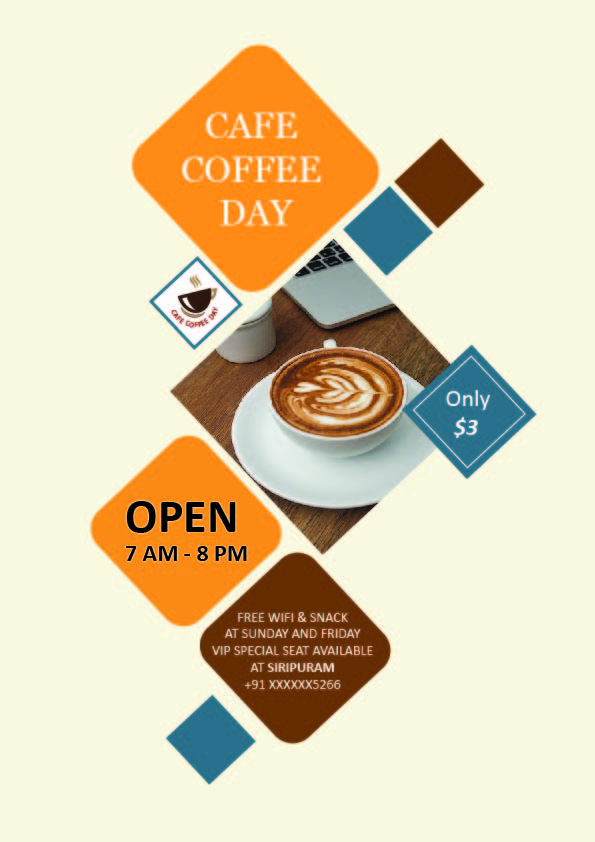 CAFE
COFFEE
DAY
CAFE COFFEE DAY
Only
$3
OPEN
7 AM - 8 PM
FREE WIFI & SNACK
AT SUNDAY AND FRIDAY
VIP SPECIAL SEAT AVAILABLE
AT SIRIPURAM
+91 XXXXXX5266